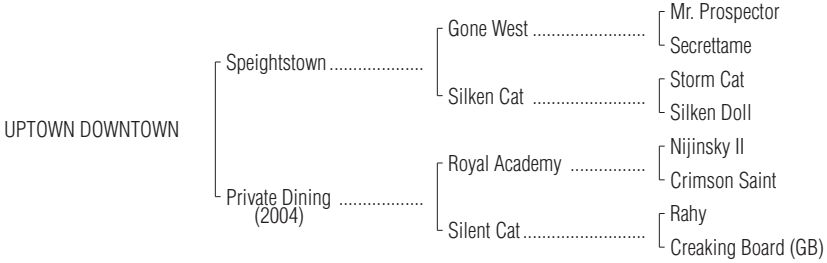 Mr. Prospector
Gone West ........................
Secrettame
Speightstown ....................
Storm Cat
Silken Cat ........................
Silken Doll
UPTOWN DOWNTOWN
Nijinsky II
Royal Academy ................
Crimson Saint
Private Dining ..................
(2004)
Rahy
Silent Cat ..........................
Creaking Board (GB)